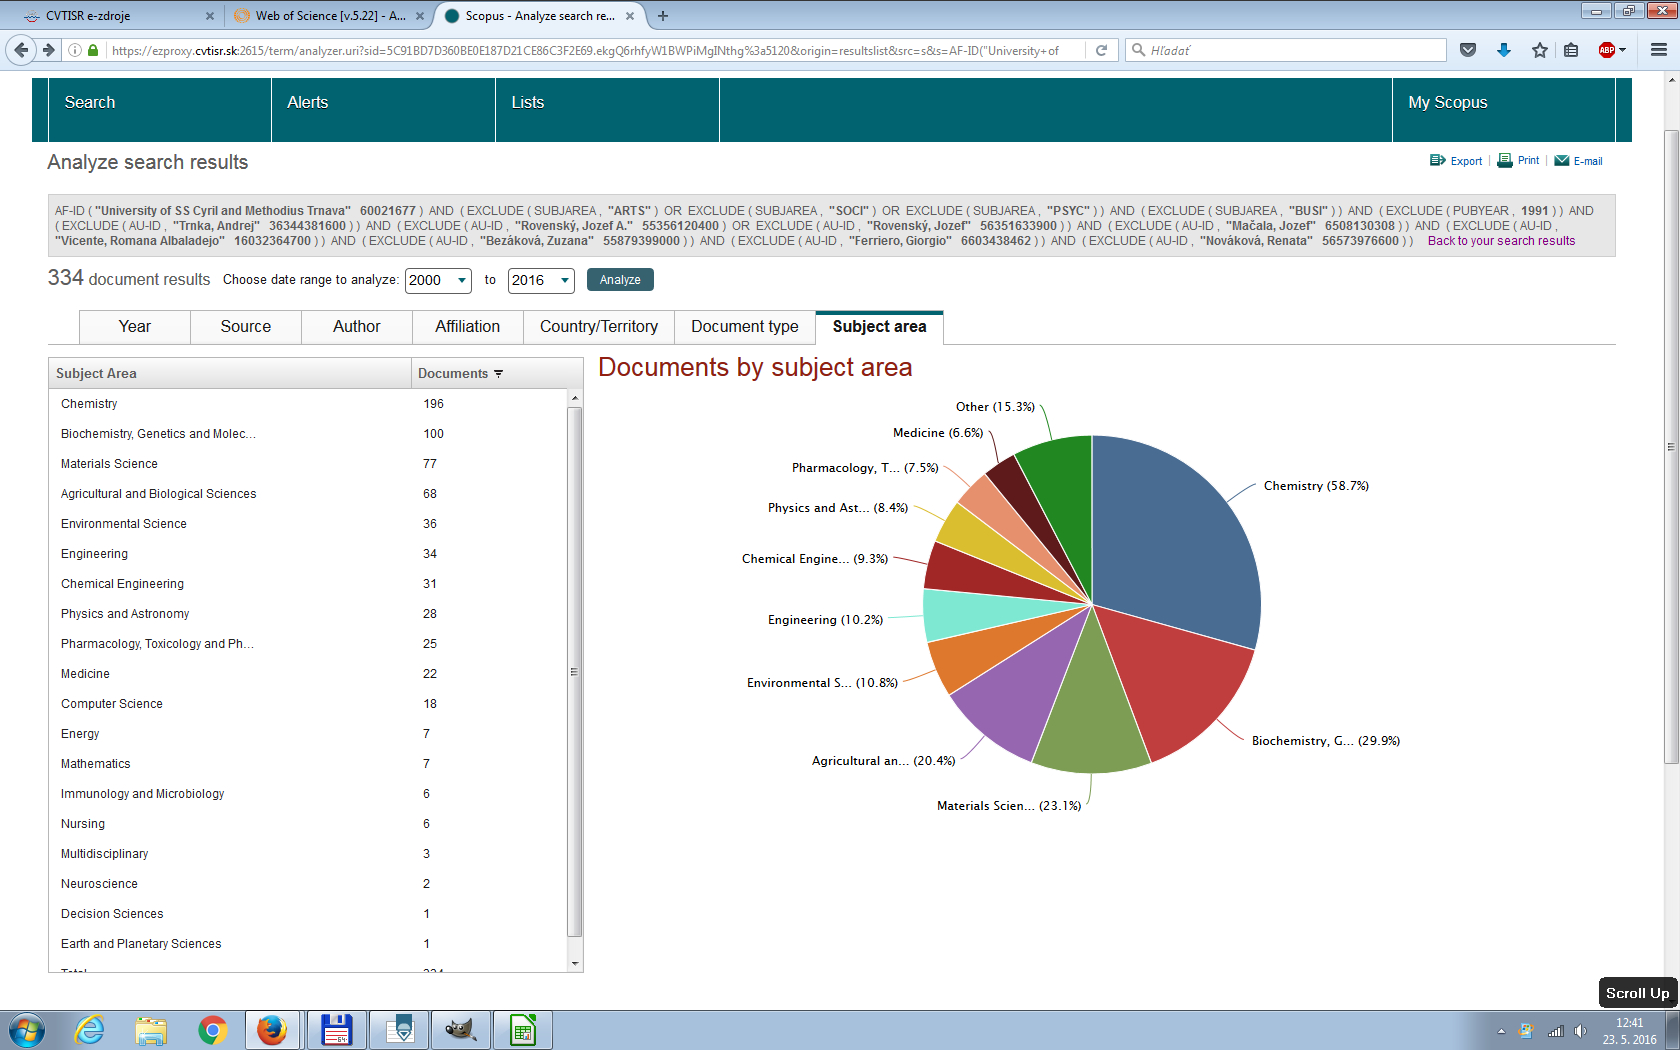 CVTISR e-zdroje
Web of Science [v.5.22] - A...
Scopus - Analyze search re...
https://ezproxy.cvtisr.sk:2615/term/analyzer.uri?sid=5C91BD7D360BE0E187D21CE86C3F2E69.ekgQ6rhfyW1BWPiMgINthg%3a5120&origin=resultslist&src=s&s=AF-ID("University+of
Hľadať
ABP
Search
Alerts
Lists
My Scopus
Analyze search results
Export | Print | E-mail
AF-ID ( "University of SS Cyril and Methodius Trnava" 60021677 ) AND ( EXCLUDE ( SUBJAREA , "ARTS" ) OR EXCLUDE ( SUBJAREA , "SOCI" ) OR EXCLUDE ( SUBJAREA , "PSYC" ) ) AND ( EXCLUDE ( SUBJAREA , "BUSI" ) ) AND ( EXCLUDE ( PUBYEAR , 1991 ) ) AND
( EXCLUDE ( AU-ID , "Trnka, Andrej" 36344381600 ) ) AND ( EXCLUDE ( AU-ID , "Rovenský, Jozef A." 55356120400 ) OR EXCLUDE ( AU-ID , "Rovenský, Jozef" 56351633900 ) ) AND ( EXCLUDE ( AU-ID , "Mačala, Jozef" 6508130308 ) ) AND ( EXCLUDE ( AU-ID ,
"Vicente, Romana Albaladejo" 16032364700 ) ) AND ( EXCLUDE ( AU-ID , "Bezáková, Zuzana" 55879399000 ) ) AND ( EXCLUDE ( AU-ID , "Ferriero, Giorgio" 6603438462 ) ) AND ( EXCLUDE ( AU-ID , "Nováková, Renata" 56573976600 ) ) Back to your search results
334 document results Choose date range to analyze: 2000 to 2016 Analyze
Year
Source
Author
Affiliation
Country/Territory
Document type
Subject area
Subject Area Documents
Chemistry 196
Biochemistry, Genetics and Molec... 100
Materials Science 77
Agricultural and Biological Sciences 68
Environmental Science 36
Engineering 34
Chemical Engineering 31
Physics and Astronomy 28
Pharmacology, Toxicology and Ph... 25
Medicine 22
Computer Science 18
Energy 7
Mathematics 7
Immunology and Microbiology 6
Nursing 6
Multidisciplinary 3
Neuroscience 2
Decision Sciences 1
Earth and Planetary Sciences 1
Total 334
Documents by subject area
Other (15.3%)
Medicine (6.6%)
Pharmacology, T... (7.5%)
Physics and Ast... (8.4%)
Chemical Engine... (9.3%)
Engineering (10.2%)
Environmental S... (10.8%)
Agricultural an... (20.4%)
Materials Scien... (23.1%)
Chemistry (58.7%)
Biochemistry, G... (29.9%)
Scroll Up
64
12:41
23. 5. 2016